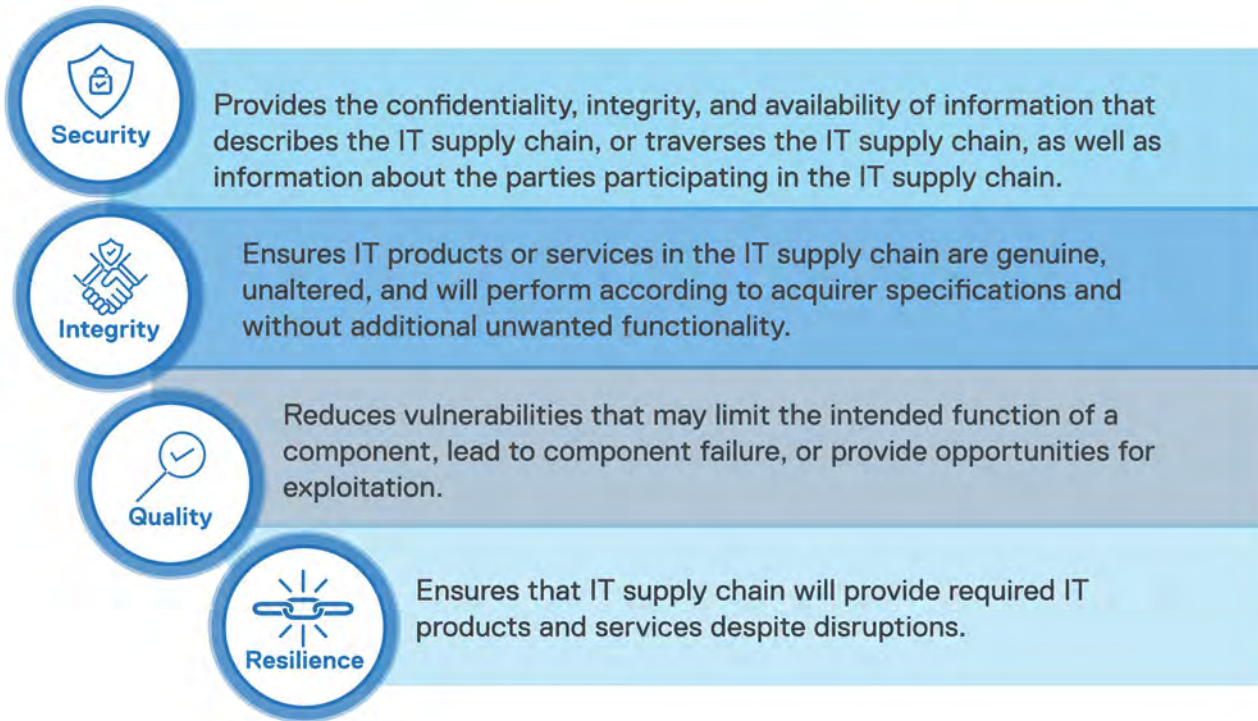 Security
Provides the confidentiality, integrity, and availability of information that
describes the IT supply chain, or traverses the IT supply chain, as well as
information about the parties participating in the IT supply chain.
Integrity
Ensures IT products or services in the IT supply chain are genuine,
unaltered, and will perform according to acquirer specifications and
without additional unwanted functionality.
Quality
Reduces vulnerabilities that may limit the intended function of a
component, lead to component failure, or provide opportunities for
exploitation.
Resilience
Ensures that IT supply chain will provide required IT
products and services despite disruptions.